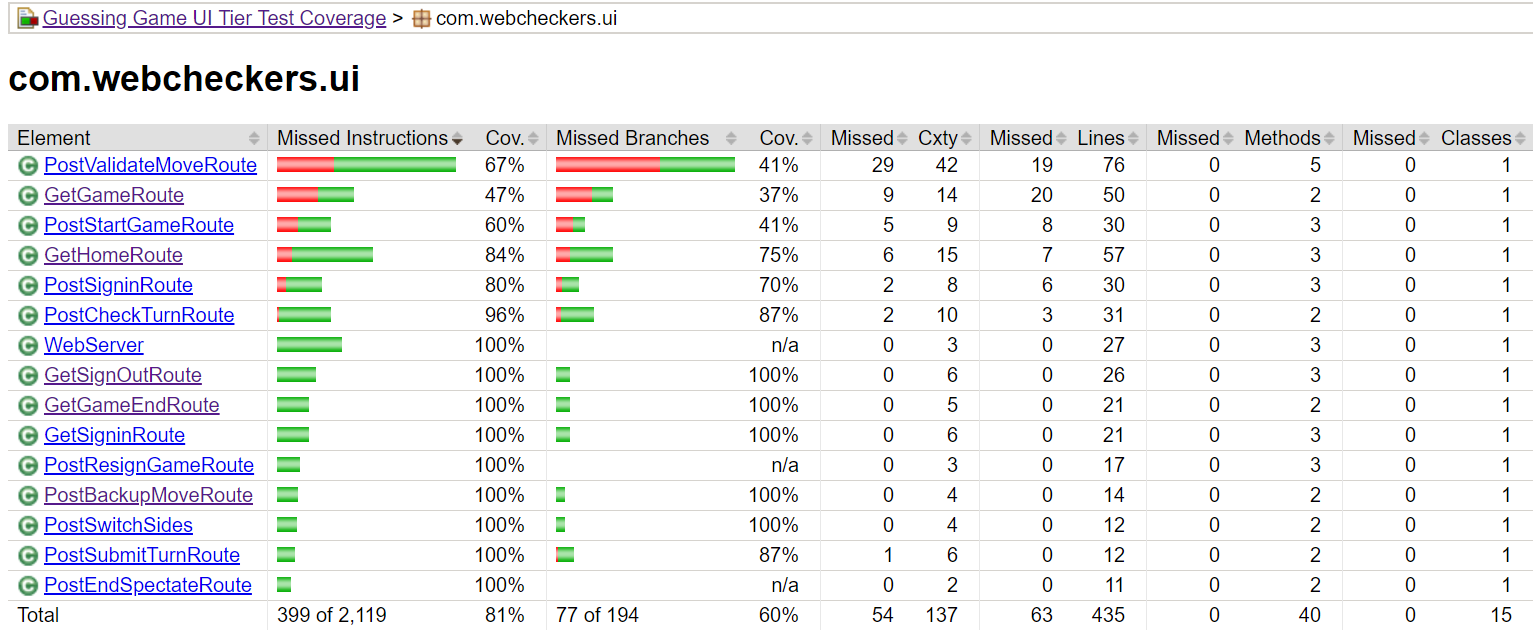 Guessing Game UI Tier Test Coverage > com.webcheckers.ui
com.webcheckers.ui
Element Missed Instructions Cov. Missed Branches Cov. Missed Cxty Missed Lines Missed Methods Missed Classes
C PostValidateMoveRoute 67% 41% 29 42 19 76 0 5 0 1
C GetGameRoute 47% 37% 9 14 20 50 0 2 0 1
C PostStartGameRoute 60% 41% 5 9 8 30 0 3 0 1
C GetHomeRoute 84% 75% 6 15 7 57 0 3 0 1
C PostSigninRoute 80% 70% 2 8 6 30 0 3 0 1
C PostCheckTurnRoute 96% 87% 2 10 3 31 0 2 0 1
C WebServer 100% n/a 0 3 0 27 0 3 0 1
C GetSignOutRoute 100% 100% 0 6 0 26 0 3 0 1
C GetGameEndRoute 100% 100% 0 5 0 21 0 2 0 1
C GetSigninRoute 100% 100% 0 6 0 21 0 3 0 1
C PostResignGameRoute 100% n/a 0 3 0 17 0 3 0 1
C PostBackupMoveRoute 100% 100% 0 4 0 14 0 2 0 1
C PostSwitchSides 100% 100% 0 4 0 12 0 2 0 1
C PostSubmitTurnRoute 100% 87% 1 6 0 12 0 2 0 1
C PostEndSpectateRoute 100% n/a 0 2 0 11 0 2 0 1
Total 399 of 2,119 81% 77 of 194 60% 54 137 63 435 0 40 0 15